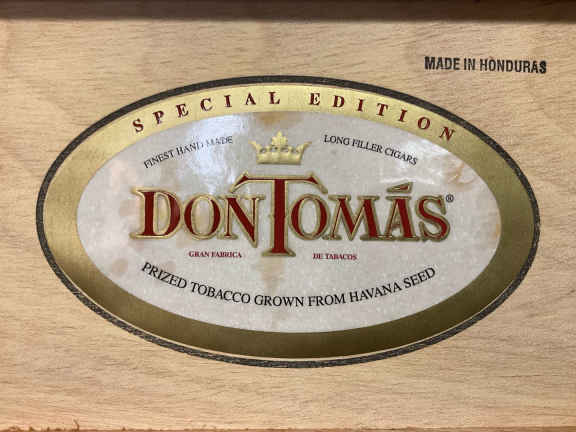 MADE IN HONDURAS
SPECIAL EDITION
FINEST HAND MADE
LONG FILLER CIGARS
DON TOMÁS®
GRAN FABRICA DE TABACOS
PRIZED TOBACCO GROWN FROM HAVANA SEED